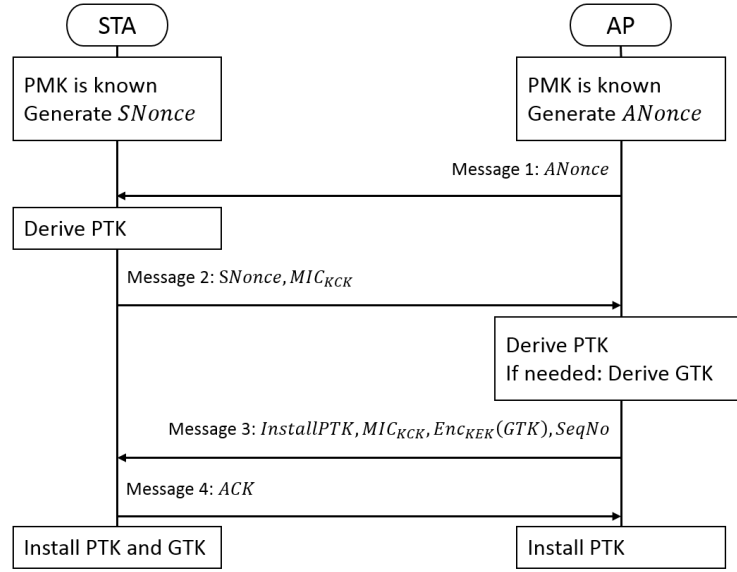 STA
AP
PMK is known
Generate SNonce
PMK is known
Generate ANonce
Message 1: ANonce
Derive PTK
Message 2: SNonce, MIC_KCK
Derive PTK
If needed: Derive GTK
Message 3: InstallPTK, MIC_KCK, Enc_KEK(GTK), SeqNo
Message 4: ACK
Install PTK and GTK
Install PTK